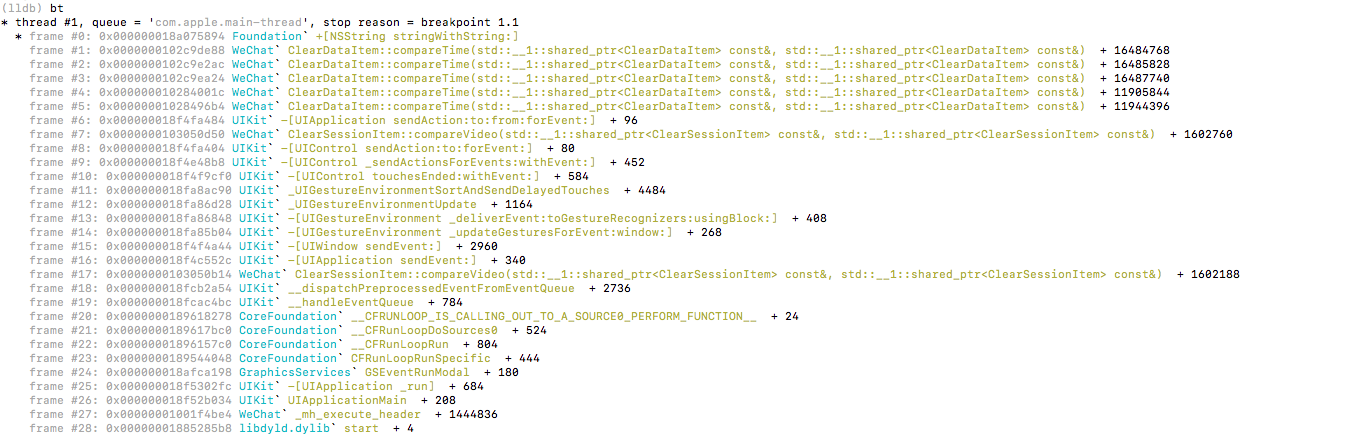 (lldb) bt
* thread #1, queue = 'com.apple.main-thread', stop reason = breakpoint 1.1
  * frame #0: 0x000000018a075894 Foundation` +[NSString stringWithString:]
    frame #1: 0x0000000102c9de88 WeChat` ClearDataItem::compareTime(std::__1::shared_ptr<ClearDataItem> const&, std::__1::shared_ptr<ClearDataItem> const&)  + 16484768
    frame #2: 0x0000000102c9e2ac WeChat` ClearDataItem::compareTime(std::__1::shared_ptr<ClearDataItem> const&, std::__1::shared_ptr<ClearDataItem> const&)  + 16485828
    frame #3: 0x0000000102c9ea24 WeChat` ClearDataItem::compareTime(std::__1::shared_ptr<ClearDataItem> const&, std::__1::shared_ptr<ClearDataItem> const&)  + 16487740
    frame #4: 0x000000010284001c WeChat` ClearDataItem::compareTime(std::__1::shared_ptr<ClearDataItem> const&, std::__1::shared_ptr<ClearDataItem> const&)  + 11905844
    frame #5: 0x00000001028496b4 WeChat` ClearDataItem::compareTime(std::__1::shared_ptr<ClearDataItem> const&, std::__1::shared_ptr<ClearDataItem> const&)  + 11944396
    frame #6: 0x000000018f4fa484 UIKit` -[UIApplication sendAction:to:from:forEvent:]  + 96
    frame #7: 0x0000000103050d50 WeChat` ClearSessionItem::compareVideo(std::__1::shared_ptr<ClearSessionItem> const&, std::__1::shared_ptr<ClearSessionItem> const&)  + 1602760
    frame #8: 0x000000018f4fa404 UIKit` -[UIControl sendAction:to:forEvent:]  + 80
    frame #9: 0x000000018f4e48b8 UIKit` -[UIControl _sendActionsForEvents:withEvent:]  + 452
    frame #10: 0x000000018f4f9cf0 UIKit` -[UIControl touchesEnded:withEvent:]  + 584
    frame #11: 0x000000018fa8ac90 UIKit` _UIGestureEnvironmentSortAndSendDelayedTouches  + 4484
    frame #12: 0x000000018fa86d28 UIKit` _UIGestureEnvironmentUpdate  + 1164
    frame #13: 0x000000018fa86848 UIKit` -[UIGestureEnvironment _deliverEvent:toGestureRecognizers:usingBlock:]  + 408
    frame #14: 0x000000018fa85b04 UIKit` -[UIGestureEnvironment _updateGesturesForEvent:window:]  + 268
    frame #15: 0x000000018f4f4a44 UIKit` -[UIWindow sendEvent:]  + 2960
    frame #16: 0x000000018f4c552c UIKit` -[UIApplication sendEvent:]  + 340
    frame #17: 0x0000000103050b14 WeChat` ClearSessionItem::compareVideo(std::__1::shared_ptr<ClearSessionItem> const&, std::__1::shared_ptr<ClearSessionItem> const&)  + 1602188
    frame #18: 0x000000018fcb2a54 UIKit` __dispatchPreprocessedEventFromEventQueue  + 2736
    frame #19: 0x000000018fcac4bc UIKit` __handleEventQueue  + 784
    frame #20: 0x0000000189618278 CoreFoundation` __CFRUNLOOP_IS_CALLING_OUT_TO_A_SOURCE0_PERFORM_FUNCTION__  + 24
    frame #21: 0x0000000189617bc0 CoreFoundation` __CFRunLoopDoSources0  + 524
    frame #22: 0x00000001896157c0 CoreFoundation` __CFRunLoopRun  + 804
    frame #23: 0x0000000189544048 CoreFoundation` CFRunLoopRunSpecific  + 444
    frame #24: 0x000000018afca198 GraphicsServices` GSEventRunModal  + 180
    frame #25: 0x000000018f5302fc UIKit` -[UIApplication _run]  + 684
    frame #26: 0x000000018f52b034 UIKit` UIApplicationMain  + 208
    frame #27: 0x00000001001f4be4 WeChat` _mh_execute_header  + 1444836
    frame #28: 0x00000001885285b8 libdyld.dylib` start  + 4